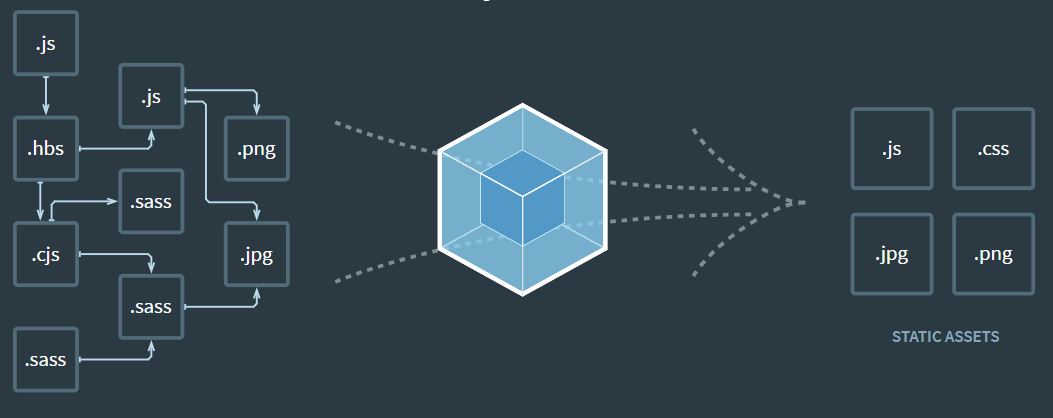 .js
.js
.hbs
.png
.sass
.cjs
.jpg
.sass
.sass
.js
.css
.jpg
.png
STATIC ASSETS